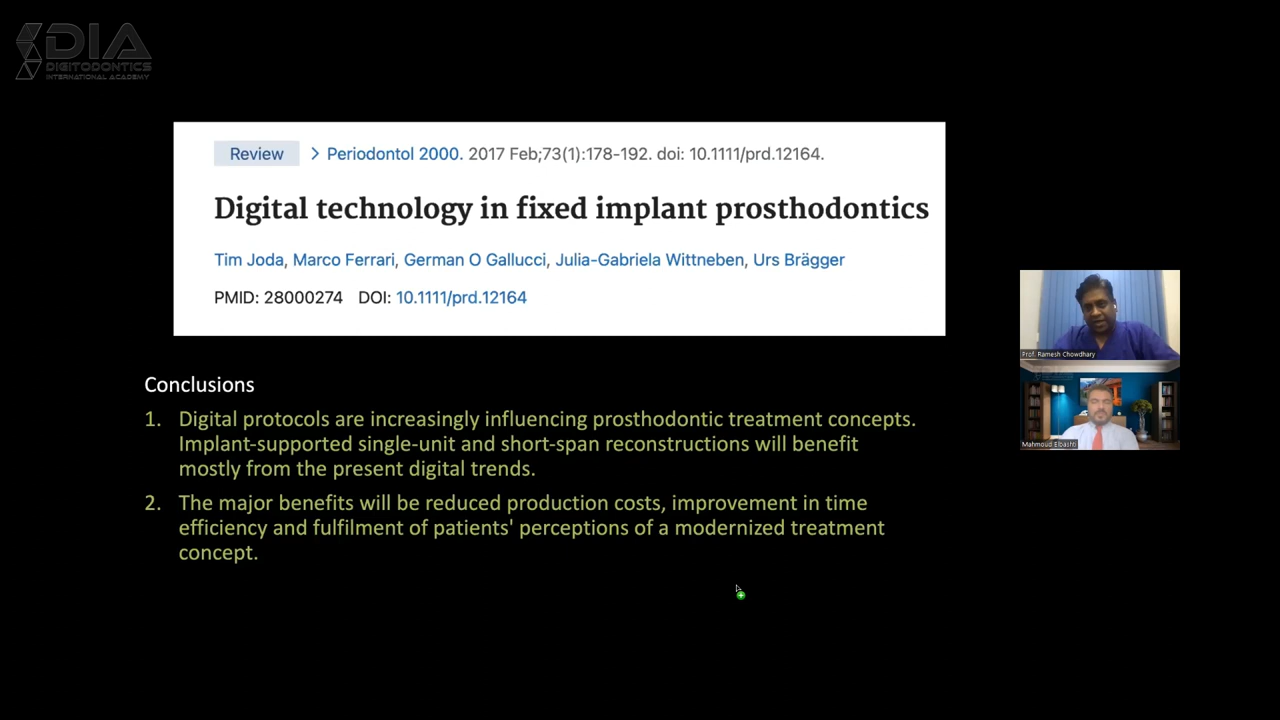 DIA
DIGITODONTICS
INTERNATIONAL ACADEMY
Review > Periodontol 2000. 2017 Feb;73(1):178-192. doi: 10.1111/prd.12164.
Digital technology in fixed implant prosthodontics
Tim Joda, Marco Ferrari, German O Gallucci, Julia-Gabriela Wittneben, Urs Brägger
PMID: 28000274 DOI: 10.1111/prd.12164
Prof. Ramesh Chowdhary
Mahmoud Elbashti
Conclusions
1. Digital protocols are increasingly influencing prosthodontic treatment concepts.
Implant-supported single-unit and short-span reconstructions will benefit
mostly from the present digital trends.
2. The major benefits will be reduced production costs, improvement in time
efficiency and fulfilment of patients' perceptions of a modernized treatment
concept.